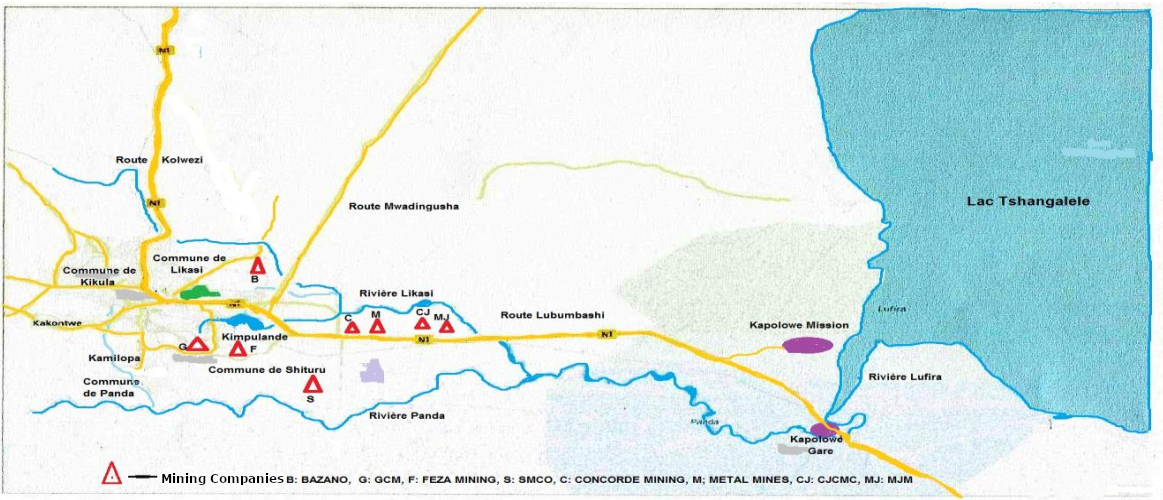 N1
Route Kolwezi
N1
Route Mwadingusha
Lac Tshangalele
Commune de
Likasi
Commune de
Kikula
B
Rivière Likasi
N1
C M CJ MJ
Route Lubumbashi
Lufira
Kakontwe
Kapolowe Mission
Kimpulande
G F
N1
N1
Kamilopa
Commune de Shituru
Rivière Lufira
Commune
de Panda
S
Rivière Panda
Panda
Kapolowe
Gare
Mining Companies B: BAZANO, G: GCM, F: FEZA MINING, S: SMCO, C: CONCORDE MINING, M; METAL MINES, CJ: CJCMC, MJ: MJM